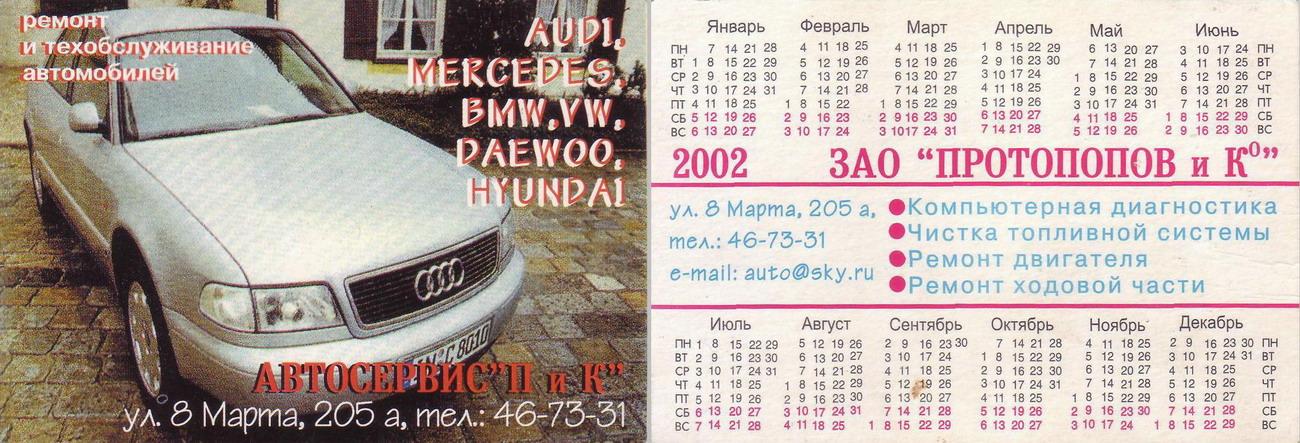 ремонт
и техобслуживание
автомобилей
AUDI,
MERCEDES,
BMW,VW,
DAEWOO,
HYUNDAI
IN C 8010
АВТОСЕРВИС"П и К"
ул. 8 Марта, 205 а, тел.: 46-73-31
Январь Февраль Март Апрель Май Июнь
ПН 7 14 21 28 4 11 18 25 4 11 18 25 1 8 15 22 29 6 13 20 27 3 10 17 24 ПН
ВТ 1 8 15 22 29 5 12 19 26 5 12 19 26 2 9 16 23 30 7 14 21 28 4 11 18 25 ВТ
СР 2 9 16 23 30 6 13 20 27 6 13 20 27 3 10 17 24 1 8 15 22 29 5 12 19 26 СР
ЧТ 3 10 17 24 31 7 14 21 28 7 14 21 28 4 11 18 25 2 9 16 23 30 6 13 20 27 ЧТ
ПТ 4 11 18 25 1 8 15 22 1 8 15 22 29 5 12 19 26 3 10 17 24 31 7 14 21 28 ПТ
СБ 5 12 19 26 2 9 16 23 2 9 16 23 30 6 13 20 27 4 11 18 25 1 8 15 22 29 СБ
ВС 6 13 20 27 3 10 17 24 3 10 17 24 31 7 14 21 28 5 12 19 26 2 9 16 23 30 ВС
2002 ЗАО "ПРОТОПОПОВ и Ко"
ул. 8 Марта, 205 а,
тел.: 46-73-31
e-mail: auto@sky.ru
●Компьютерная диагностика
●Чистка топливной системы
●Ремонт двигателя
●Ремонт ходовой части
Июль Август Сентябрь Октябрь Ноябрь Декабрь
ПН 1 8 15 22 29 5 12 19 26 2 9 16 23 30 7 14 21 28 4 11 18 25 2 9 16 23 30 ПН
ВТ 2 9 16 23 30 6 13 20 27 3 10 17 24 1 8 15 22 29 5 12 19 26 3 10 17 24 31 ВТ
СР 3 10 17 24 31 7 14 21 28 4 11 18 25 2 9 16 23 30 6 13 20 27 4 11 18 25 СР
ЧТ 4 11 18 25 1 8 15 22 29 5 12 19 26 3 10 17 24 31 7 14 21 28 5 12 19 26 ЧТ
ПТ 5 12 19 26 2 9 16 23 30 6 13 20 27 4 11 18 25 1 8 15 22 29 6 13 20 27 ПТ
СБ 6 13 20 27 3 10 17 24 31 7 14 21 28 5 12 19 26 2 9 16 23 30 7 14 21 28 СБ
ВС 7 14 21 28 4 11 18 25 1 8 15 22 29 6 13 20 27 3 10 17 24 1 8 15 22 29 ВС